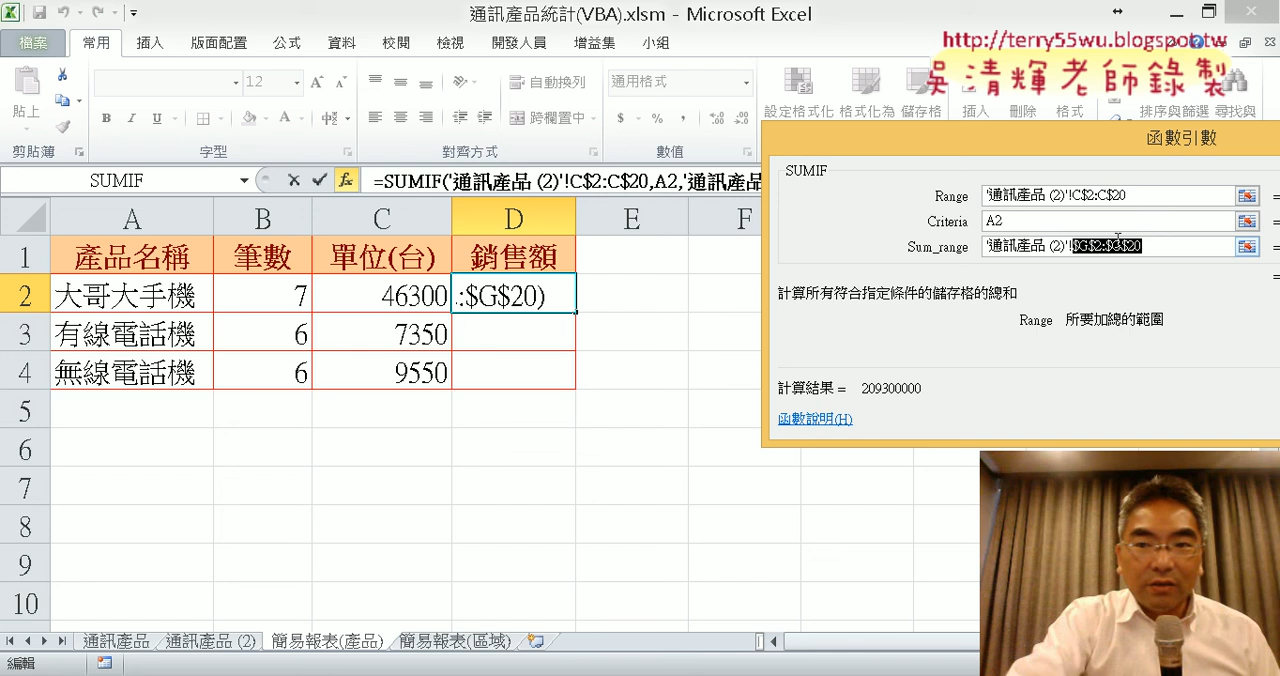 通訊產品統計(VBA).xlsm - Microsoft Excel
檔案 常用 插入 版面配置 公式 資料 校閱 檢視 開發人員 增益集 小組
http://terry55wu.blogspot.tw
吳清輝老師錄製
貼上 12 自動換列 通用格式
B I U A 跨欄置中 $ % , 設定格式化 格式化為 儲存格 插入 刪除 格式 排序與篩選 尋找與
剪貼簿 字型 對齊方式 數值
SUMIF =SUMIF('通訊產品 (2)'!C$2:C$20,A2,'通訊產品
函數引數
SUMIF
Range '通訊產品 (2)'!C$2:C$20 =
Criteria A2 =
Sum_range '通訊產品 (2)'!$G$2:$G$20 =
=
計算所有符合指定條件的儲存格的總和
Range 所要加總的範圍
計算結果 = 209300000
函數說明(H)
A B C D E F
1 產品名稱 筆數 單位(台) 銷售額
2 大哥大手機 7 46300 :$G$20)
3 有線電話機 6 7350
4 無線電話機 6 9550
5
6
7
8
9
10
通訊產品 通訊產品 (2) 簡易報表(產品) 簡易報表(區域)
編輯